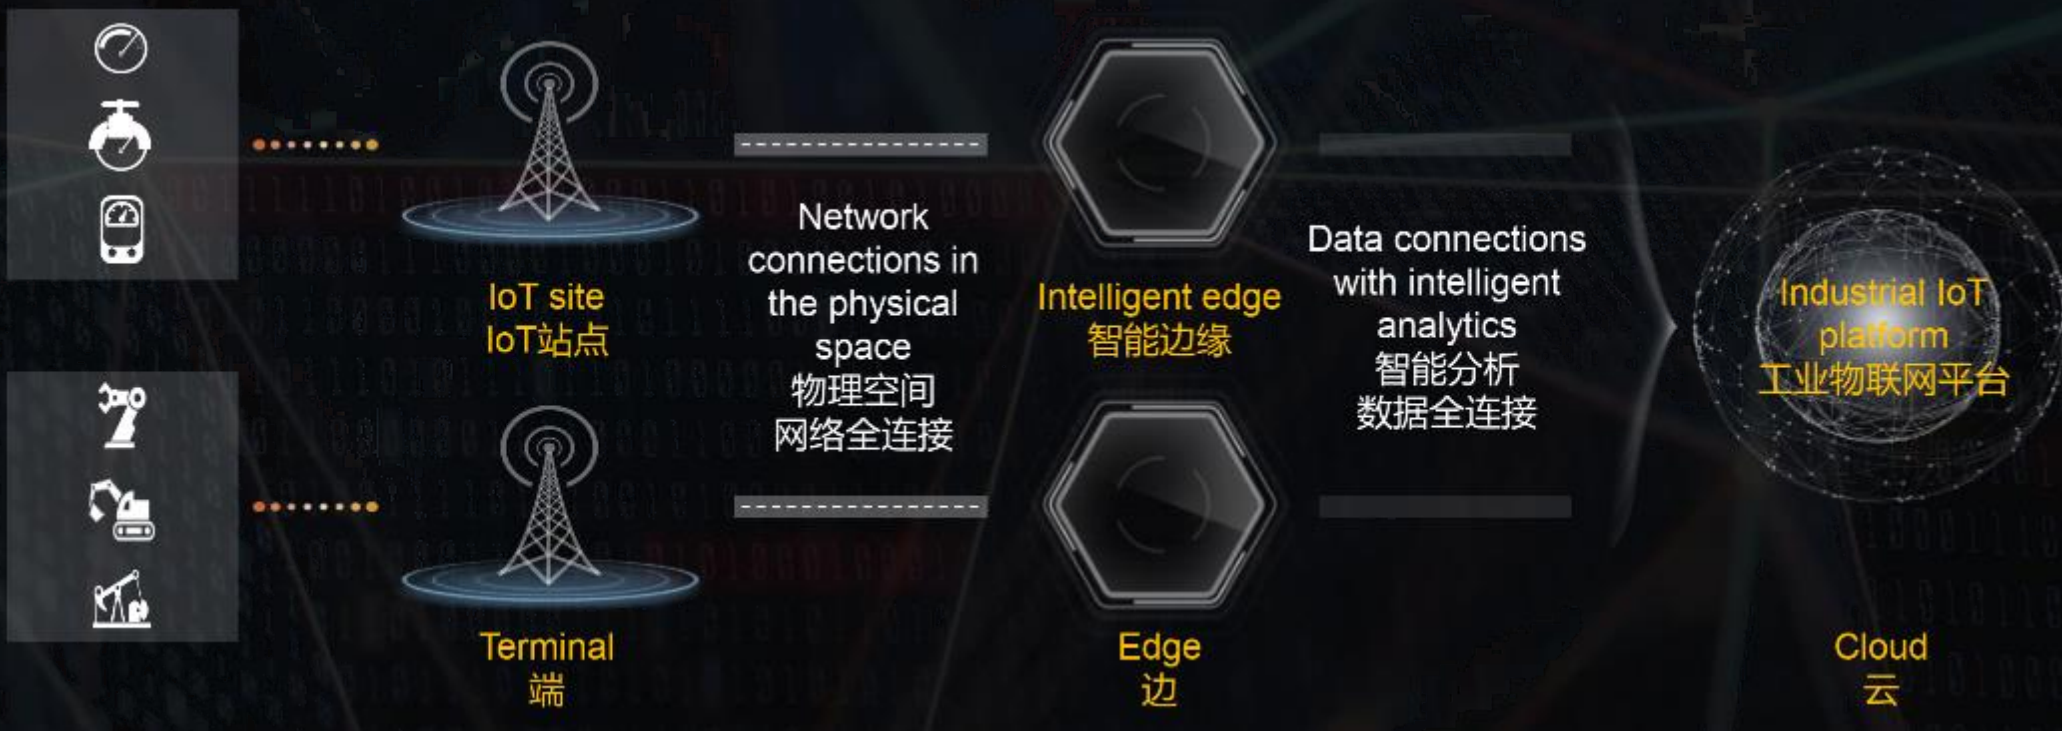 IoT site
IoT站点
Network
connections in
the physical
space
物理空间
网络全连接
Intelligent edge
智能边缘
Data connections
with intelligent
analytics
智能分析
数据全连接
Industrial IoT
platform
工业物联网平台
Terminal
端
Edge
边
Cloud
云